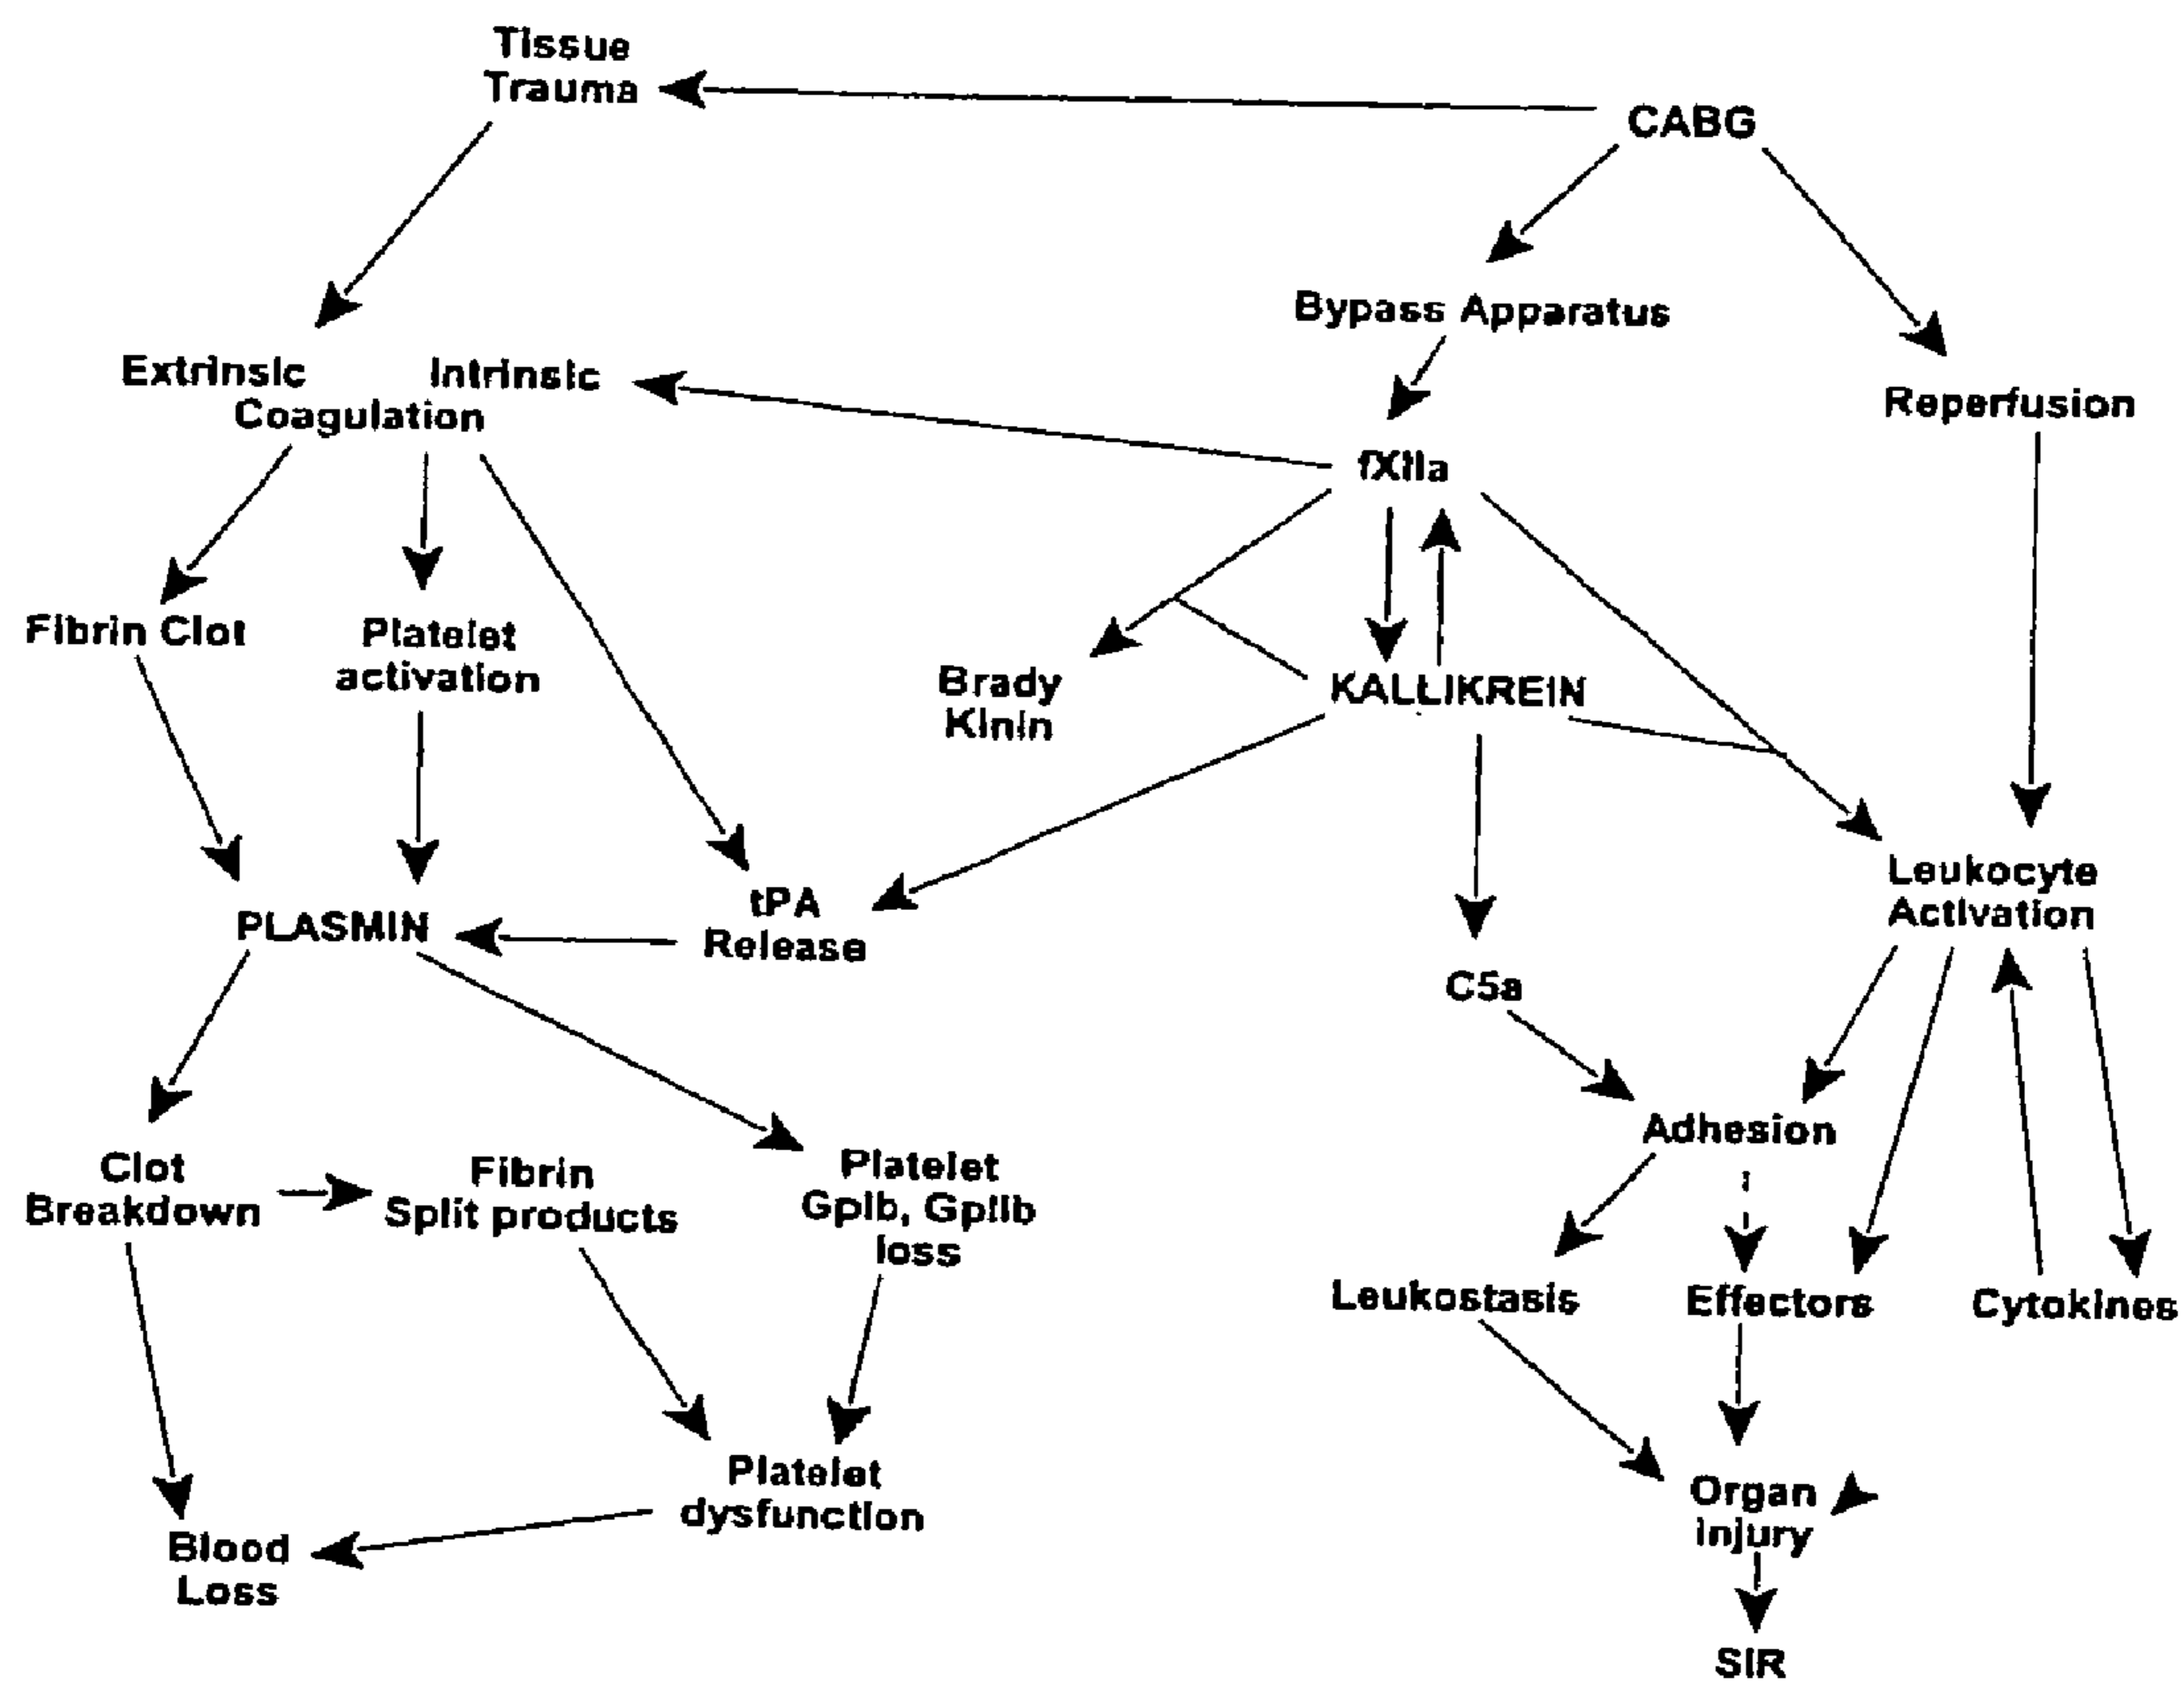 Tissue
Trauma
CABG
Bypass Apparatus
Extrinsic
Intrinsic
Coagulation
Reperfusion
fXIIa
Fibrin Clot
Platelet
activation
Brady
Kinin
KALLIKREIN
Leukocyte
Activation
tPA
Release
PLASMIN
C5a
Adhesion
Clot
Breakdown
Fibrin
Split products
Platelet
GpIb, GpIIb
loss
Leukostasis
Effectors
Cytokines
Platelet
dysfunction
Organ
injury
Blood
Loss
SIR